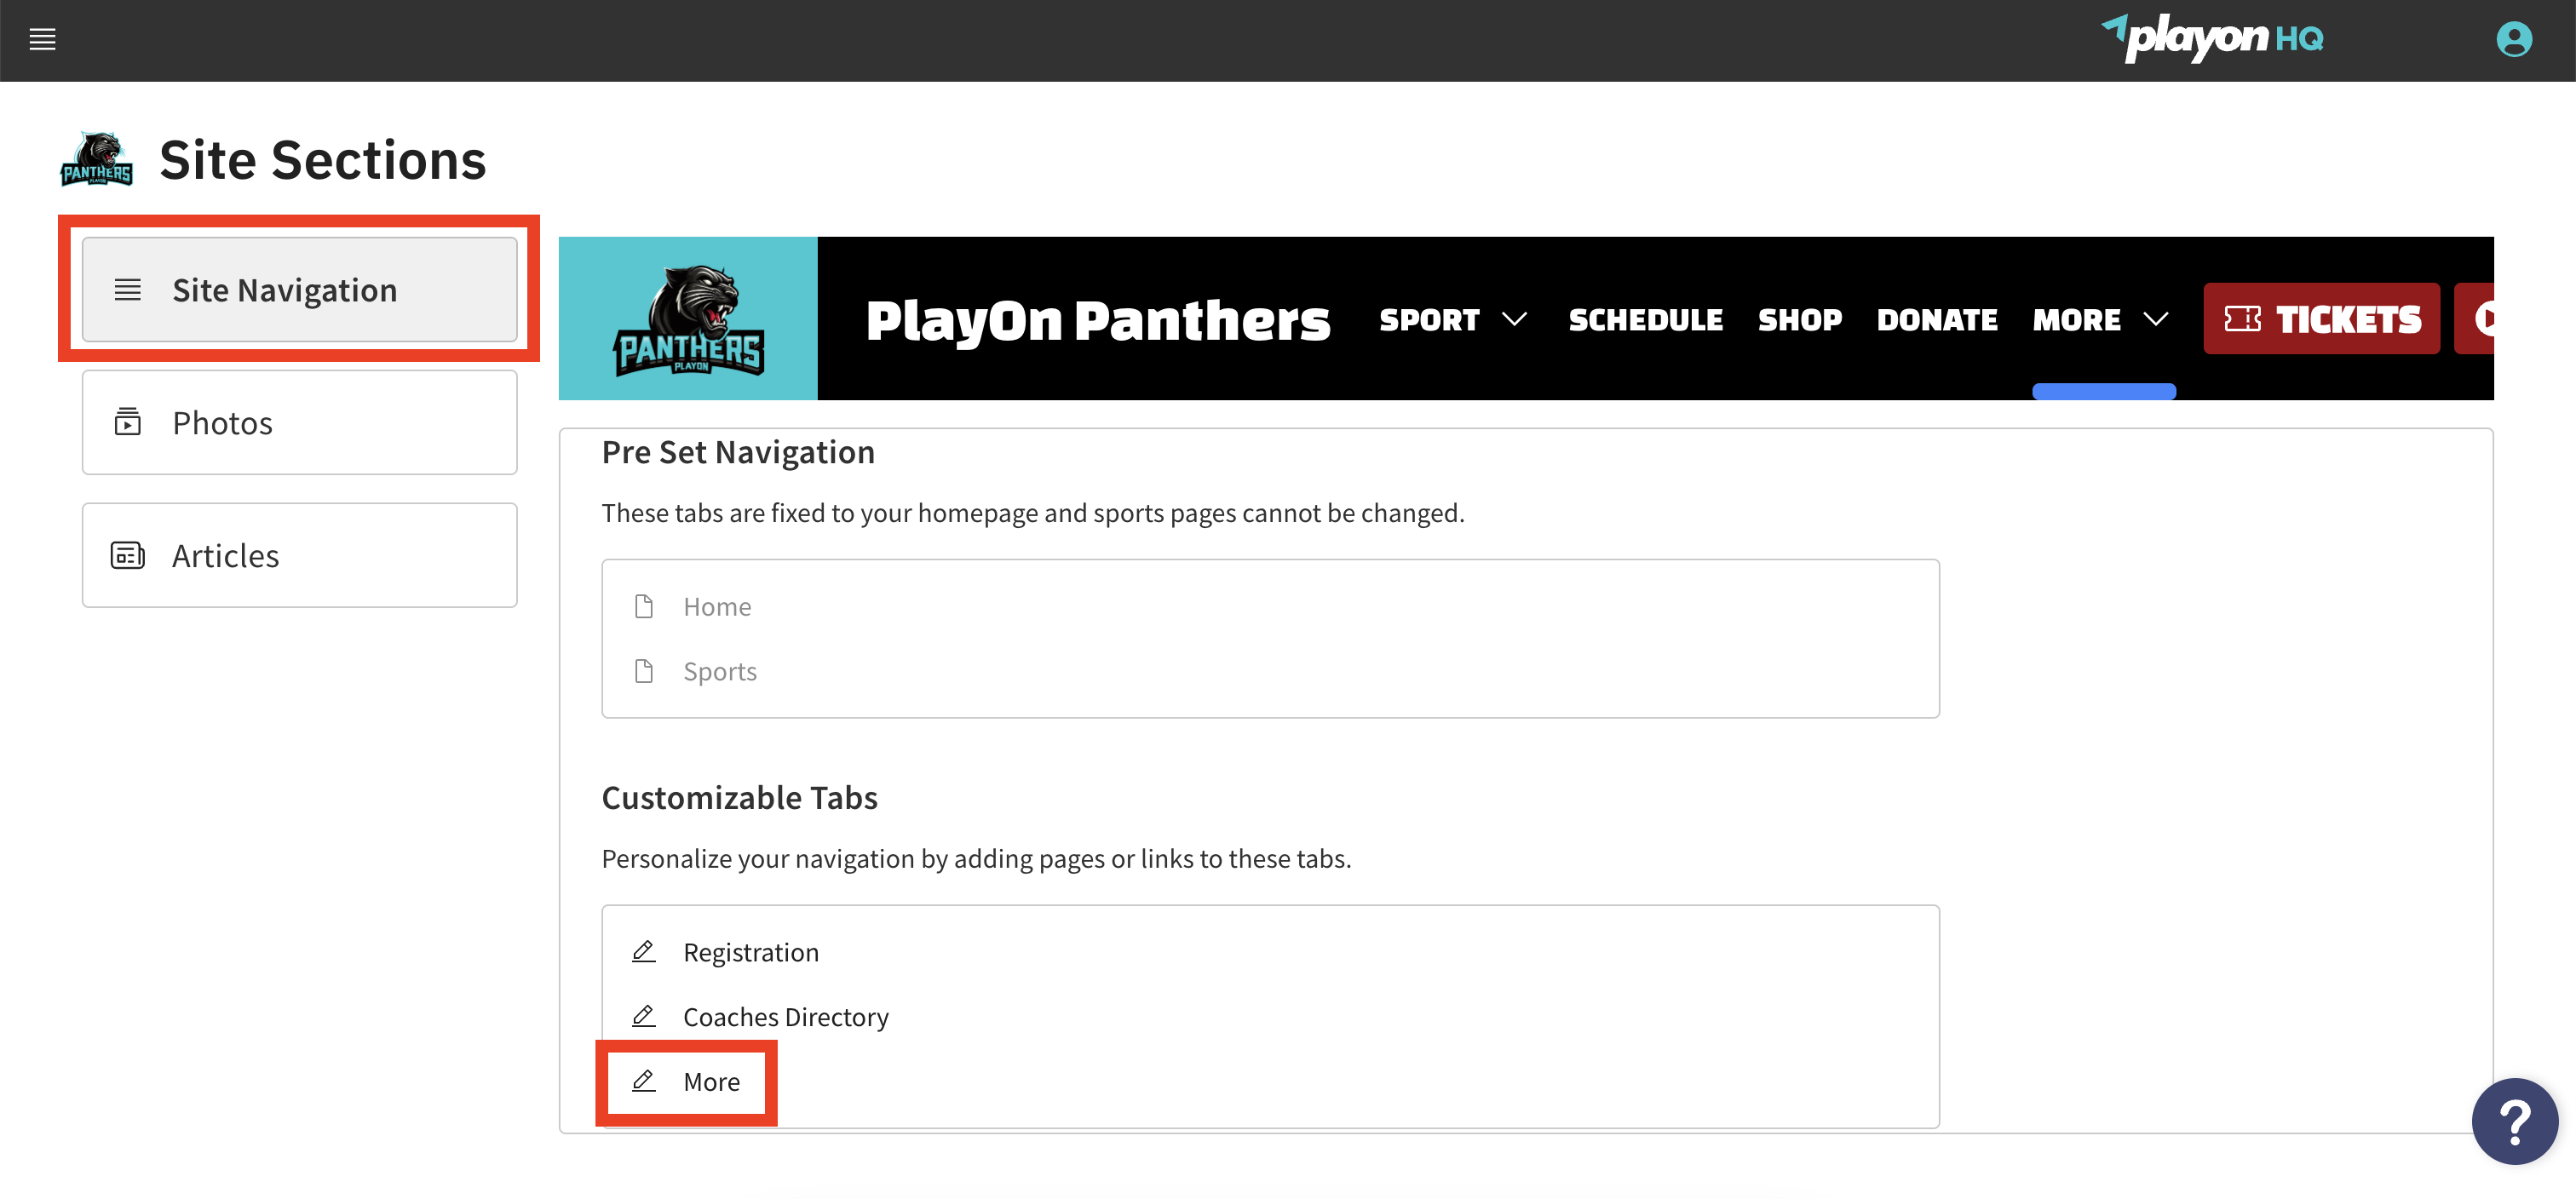 playon HQ
PANTHERS
PLAYON
Site Sections
Site Navigation
Photos
Articles
PANTHERS
PLAYON
PlayOn Panthers SPORT SCHEDULE SHOP DONATE MORE TICKETS
Pre Set Navigation
These tabs are fixed to your homepage and sports pages cannot be changed.
Home
Sports
Customizable Tabs
Personalize your navigation by adding pages or links to these tabs.
Registration
Coaches Directory
More
?